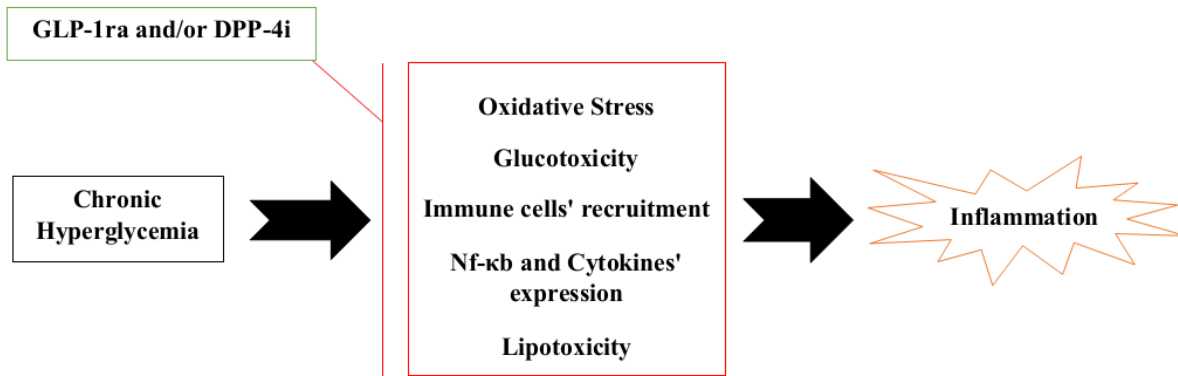 GLP-1ra and/or DPP-4i
Chronic
Hyperglycemia
Oxidative Stress
Glucotoxicity
Immune cells' recruitment
Nf-κb and Cytokines'
expression
Lipotoxicity
Inflammation